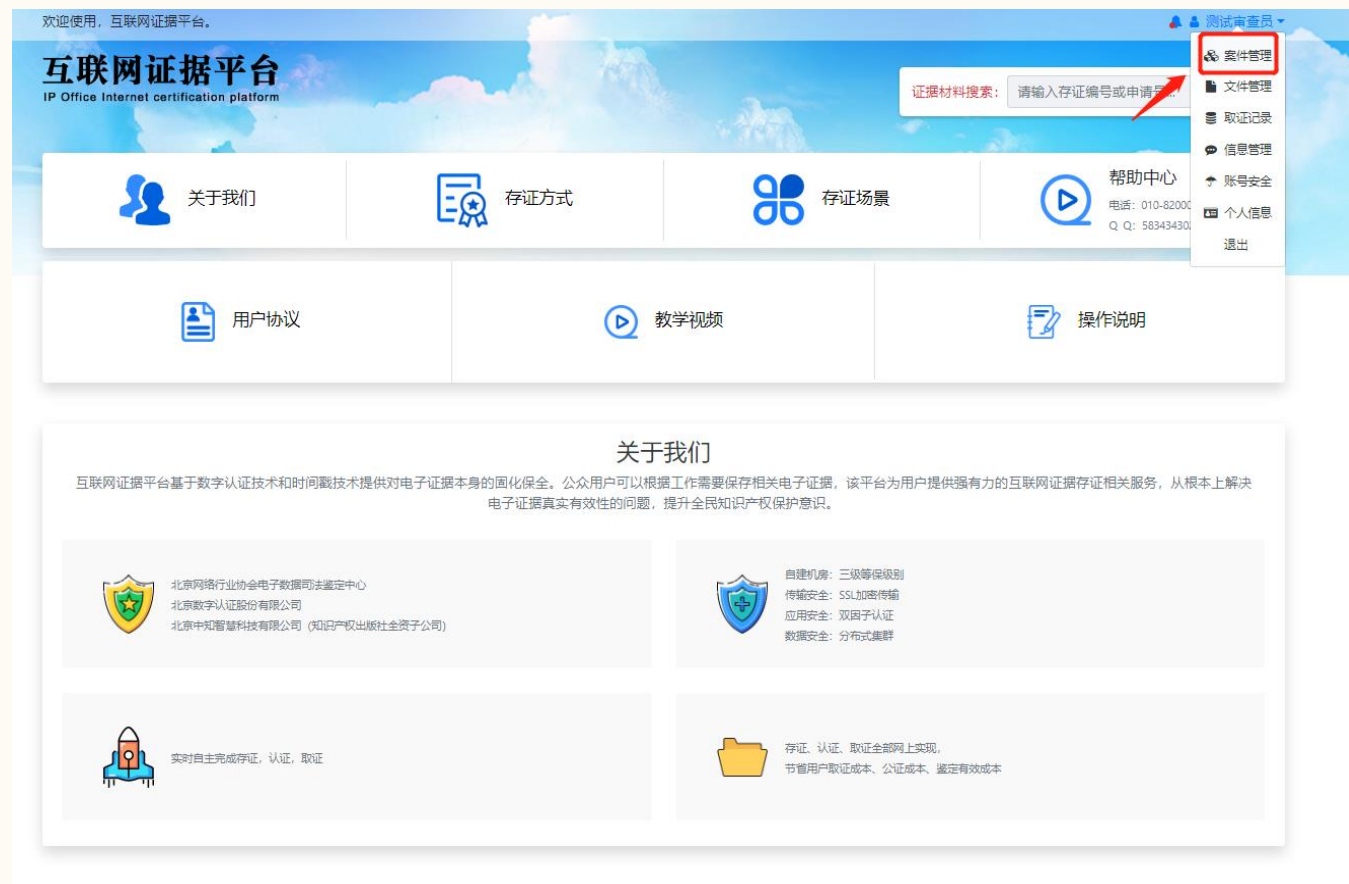 欢迎使用，互联网证据平台。
测试审查员
互联网证据平台
IP Office Internet certification platform
证据材料搜索：
请输入存证编号或申请
案件管理
文件管理
取证记录
信息管理
账号安全
个人信息
退出
关于我们
存证方式
存证场景
帮助中心
电话：010-8200
Q Q：58343430
用户协议
教学视频
操作说明
关于我们
互联网证据平台基于数字认证技术和时间戳技术提供对电子证据本身的固化保全。公众用户可以根据工作需要保存相关电子证据，该平台为用户提供强有力的互联网证据存证相关服务，从根本上解决
电子证据真实有效性的问题，提升全民知识产权保护意识。
北京网络行业协会电子数据司法鉴定中心
北京数字认证股份有限公司
北京中知智慧科技有限公司（知识产权出版社全资子公司）
自建机房：三级等保级别
传输安全：SSL加密传输
应用安全：双因子认证
数据安全：分布式集群
实时自主完成存证，认证，取证
存证、认证、取证全部网上实现，
节省用户取证成本、公证成本、鉴定有效成本